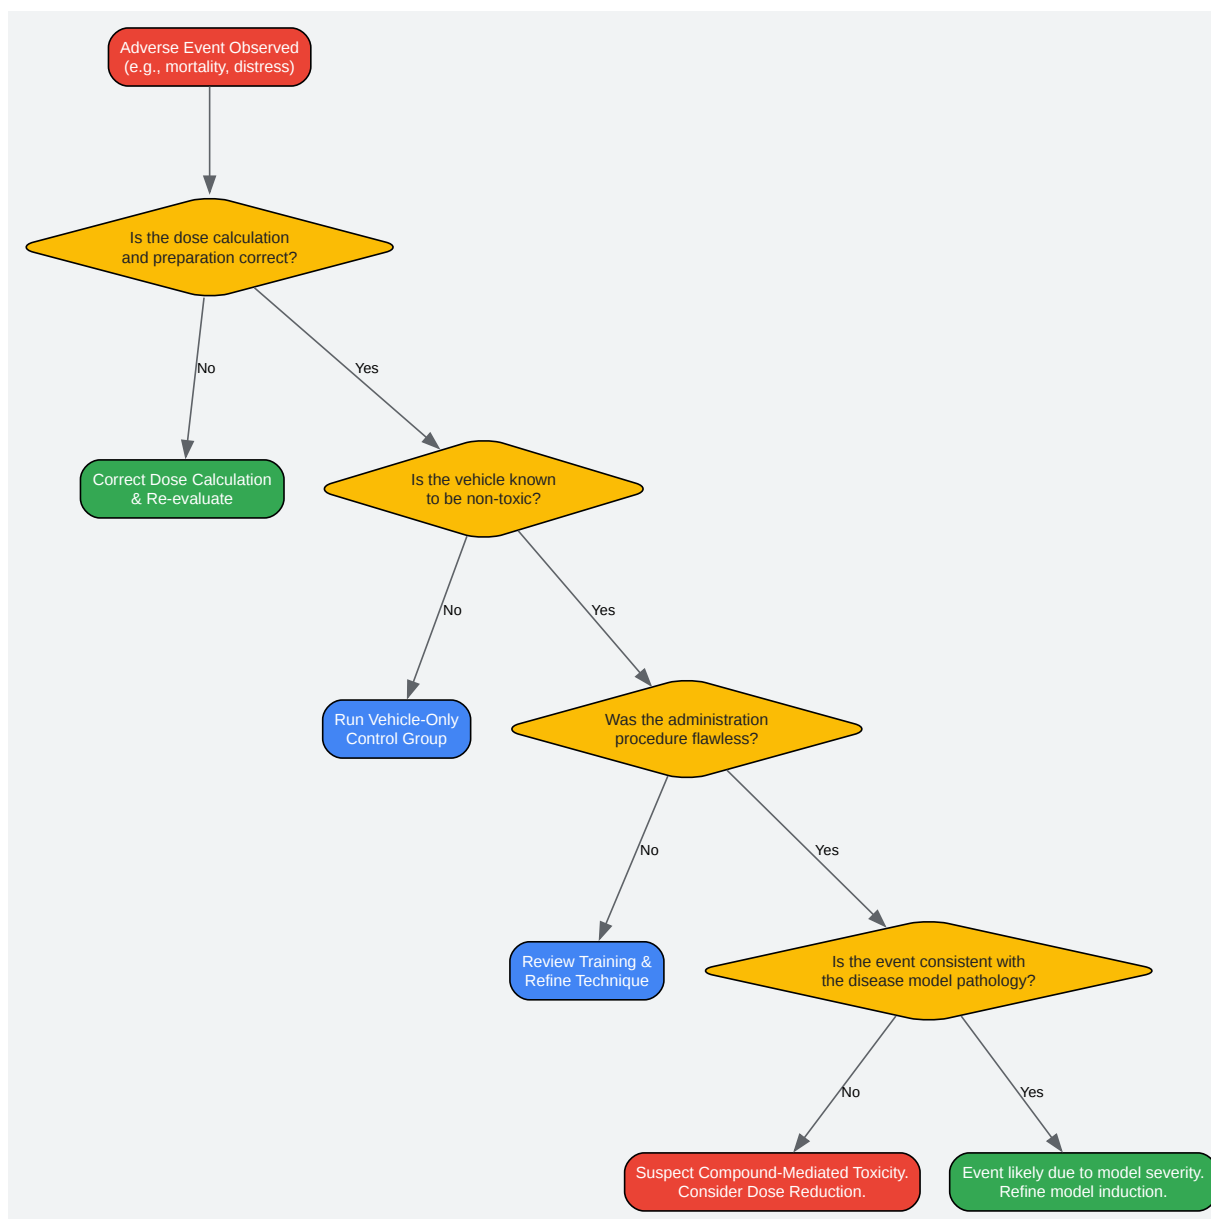 Adverse Event Observed
(e.g., mortality, distress)
Is the dose calculation
and preparation correct?
No
Yes
Correct Dose Calculation
& Re-evaluate
Is the vehicle known
to be non-toxic?
No
Yes
Run Vehicle-Only
Control Group
Was the administration
procedure flawless?
No
Yes
Review Training &
Refine Technique
Is the event consistent with
the disease model pathology?
No
Yes
Suspect Compound-Mediated Toxicity.
Consider Dose Reduction.
Event likely due to model severity.
Refine model induction.